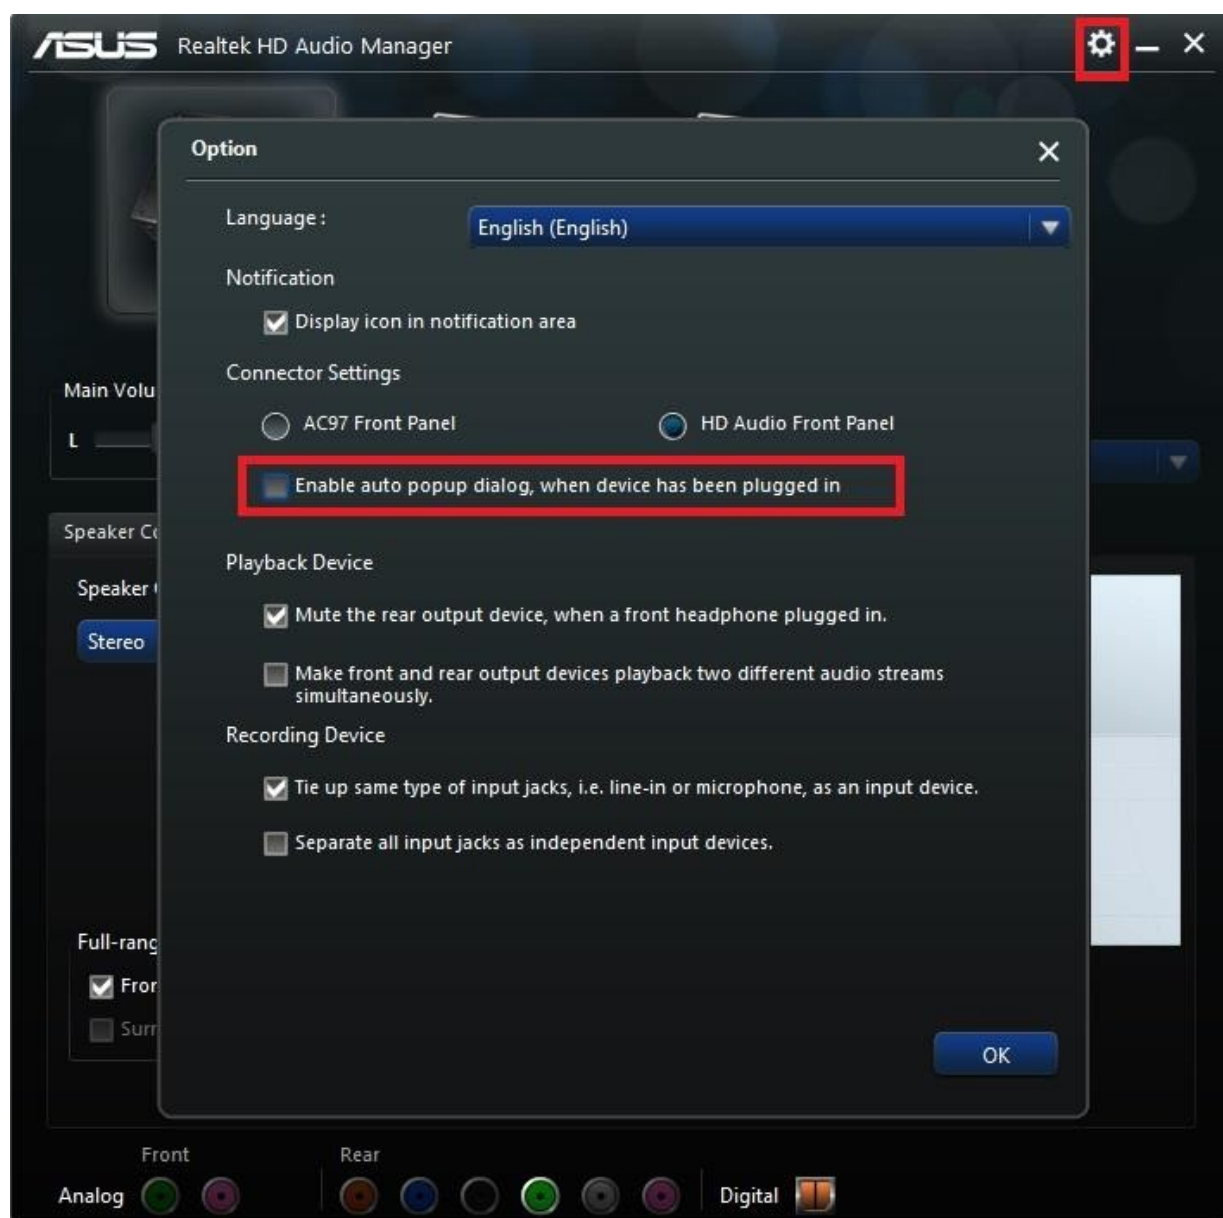 ASUS Realtek HD Audio Manager
Option
Language :
English (English)
Notification
Display icon in notification area
Connector Settings
Main Volu
AC97 Front Panel
HD Audio Front Panel
L
Enable auto popup dialog, when device has been plugged in
Speaker Co
Playback Device
Speaker
Mute the rear output device, when a front headphone plugged in.
Stereo
Make front and rear output devices playback two different audio streams
simultaneously.
Recording Device
Tie up same type of input jacks, i.e. line-in or microphone, as an input device.
Separate all input jacks as independent input devices.
Full-rang
Fron
Surr
OK
Front
Rear
Analog
Digital